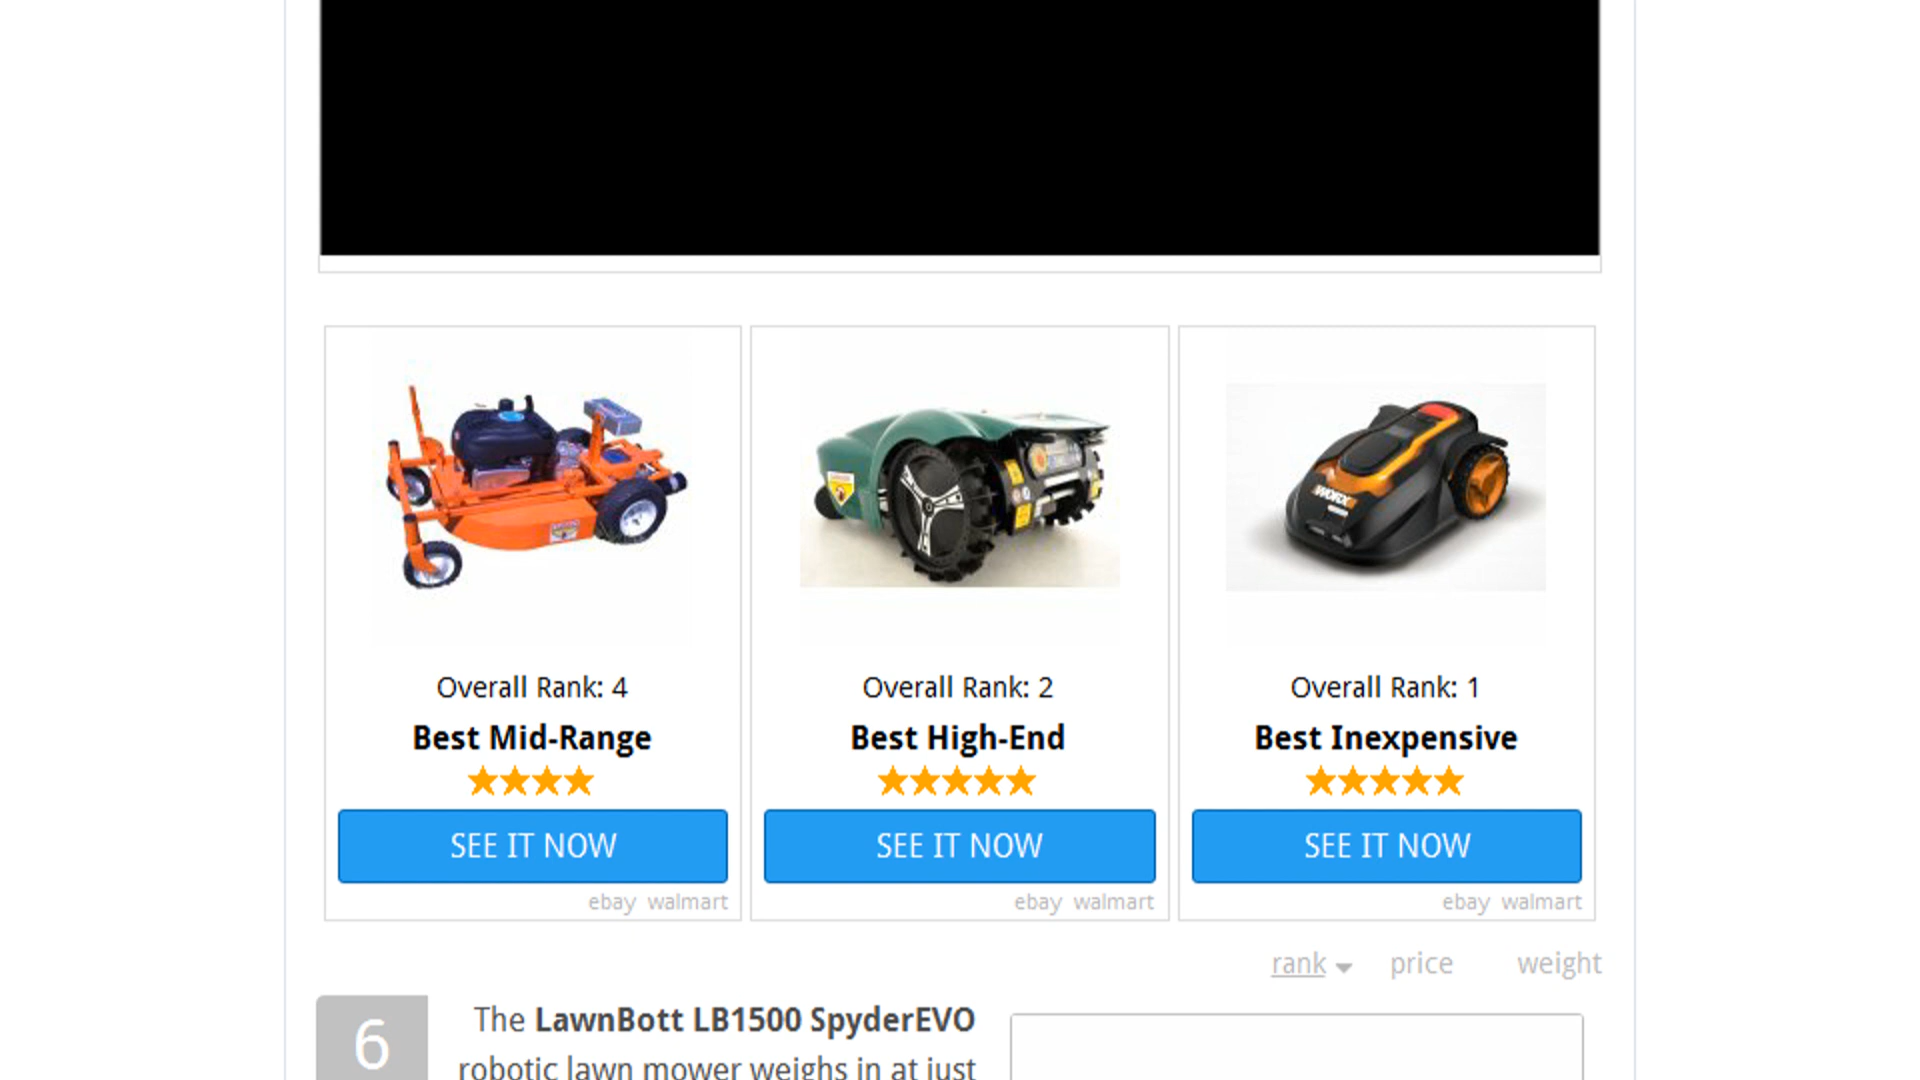 WORX
Overall Rank: 4
Best Mid-Range
SEE IT NOW
ebay walmart
Overall Rank: 2
Best High-End
SEE IT NOW
ebay walmart
Overall Rank: 1
Best Inexpensive
SEE IT NOW
ebay walmart
rank price weight
6
The LawnBott LB1500 SpyderEVO
robotic lawn mower weighs in at just